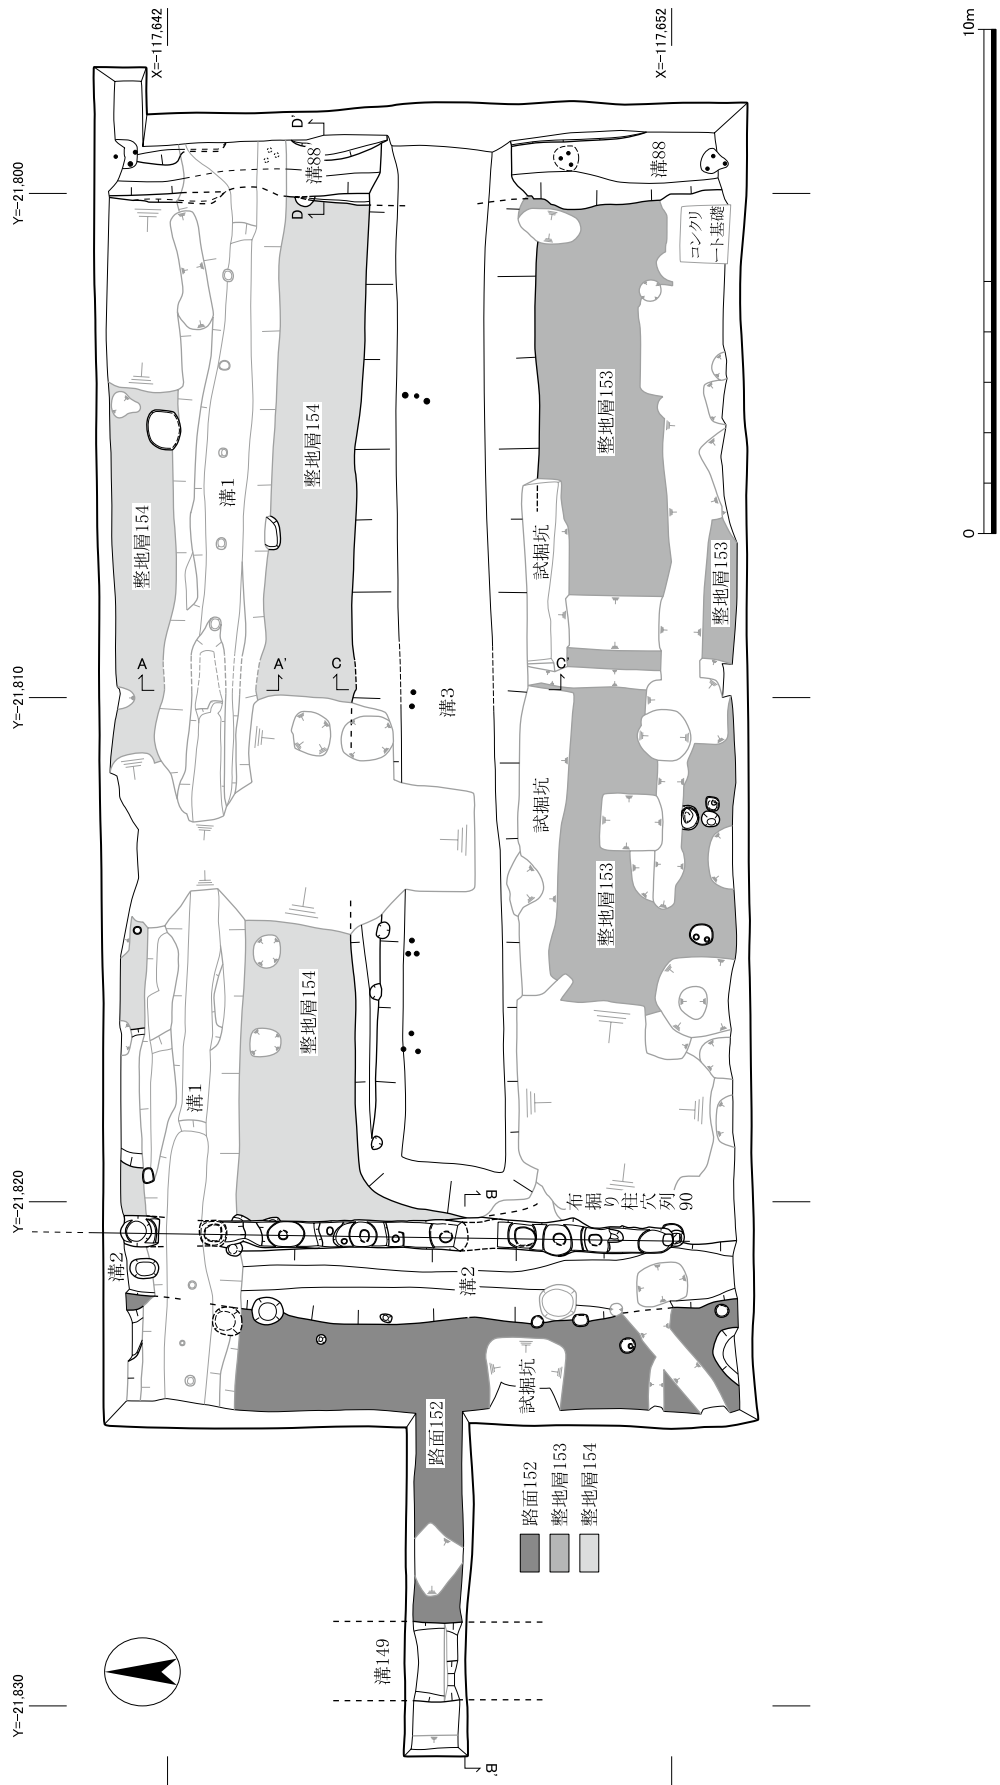 X=-117,642
X=-117,652
10m
0
Y=-21,800
Y=-21,810
Y=-21,820
Y=-21,830
D'
D
溝88
溝88
コンクリ
ート基礎
整地層154
整地層154
整地層153
溝1
試掘坑
整地層153
A
A'
C
C'
溝3
試掘坑
整地層153
整地層154
溝1
B
布掘り柱穴列90
溝2
溝2
試掘坑
路面152
路面152
整地層153
整地層154
溝149
B'